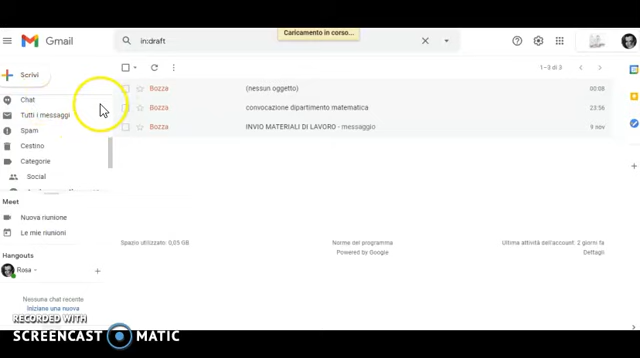 Caricamento in corso...
Gmail
in:draft
Scrivi
1–3 di 3
Chat
Bozza (nessun oggetto) 00:08
Tutti i messaggi
Bozza convocazione dipartimento matematica 23:56
Spam
Bozza INVIO MATERIALI DI LAVORO - messaggio 9 nov
Cestino
Categorie
Social
Meet
Nuova riunione
Le mie riunioni
Spazio utilizzato: 0,05 GB
Norme del programma
Powered by Google
Ultima attività dell'account: 2 giorni fa
Dettagli
Hangouts
Rosa
Nessuna chat recente
Iniziane una nuova
RECORDED WITH
SCREENCAST MATIC